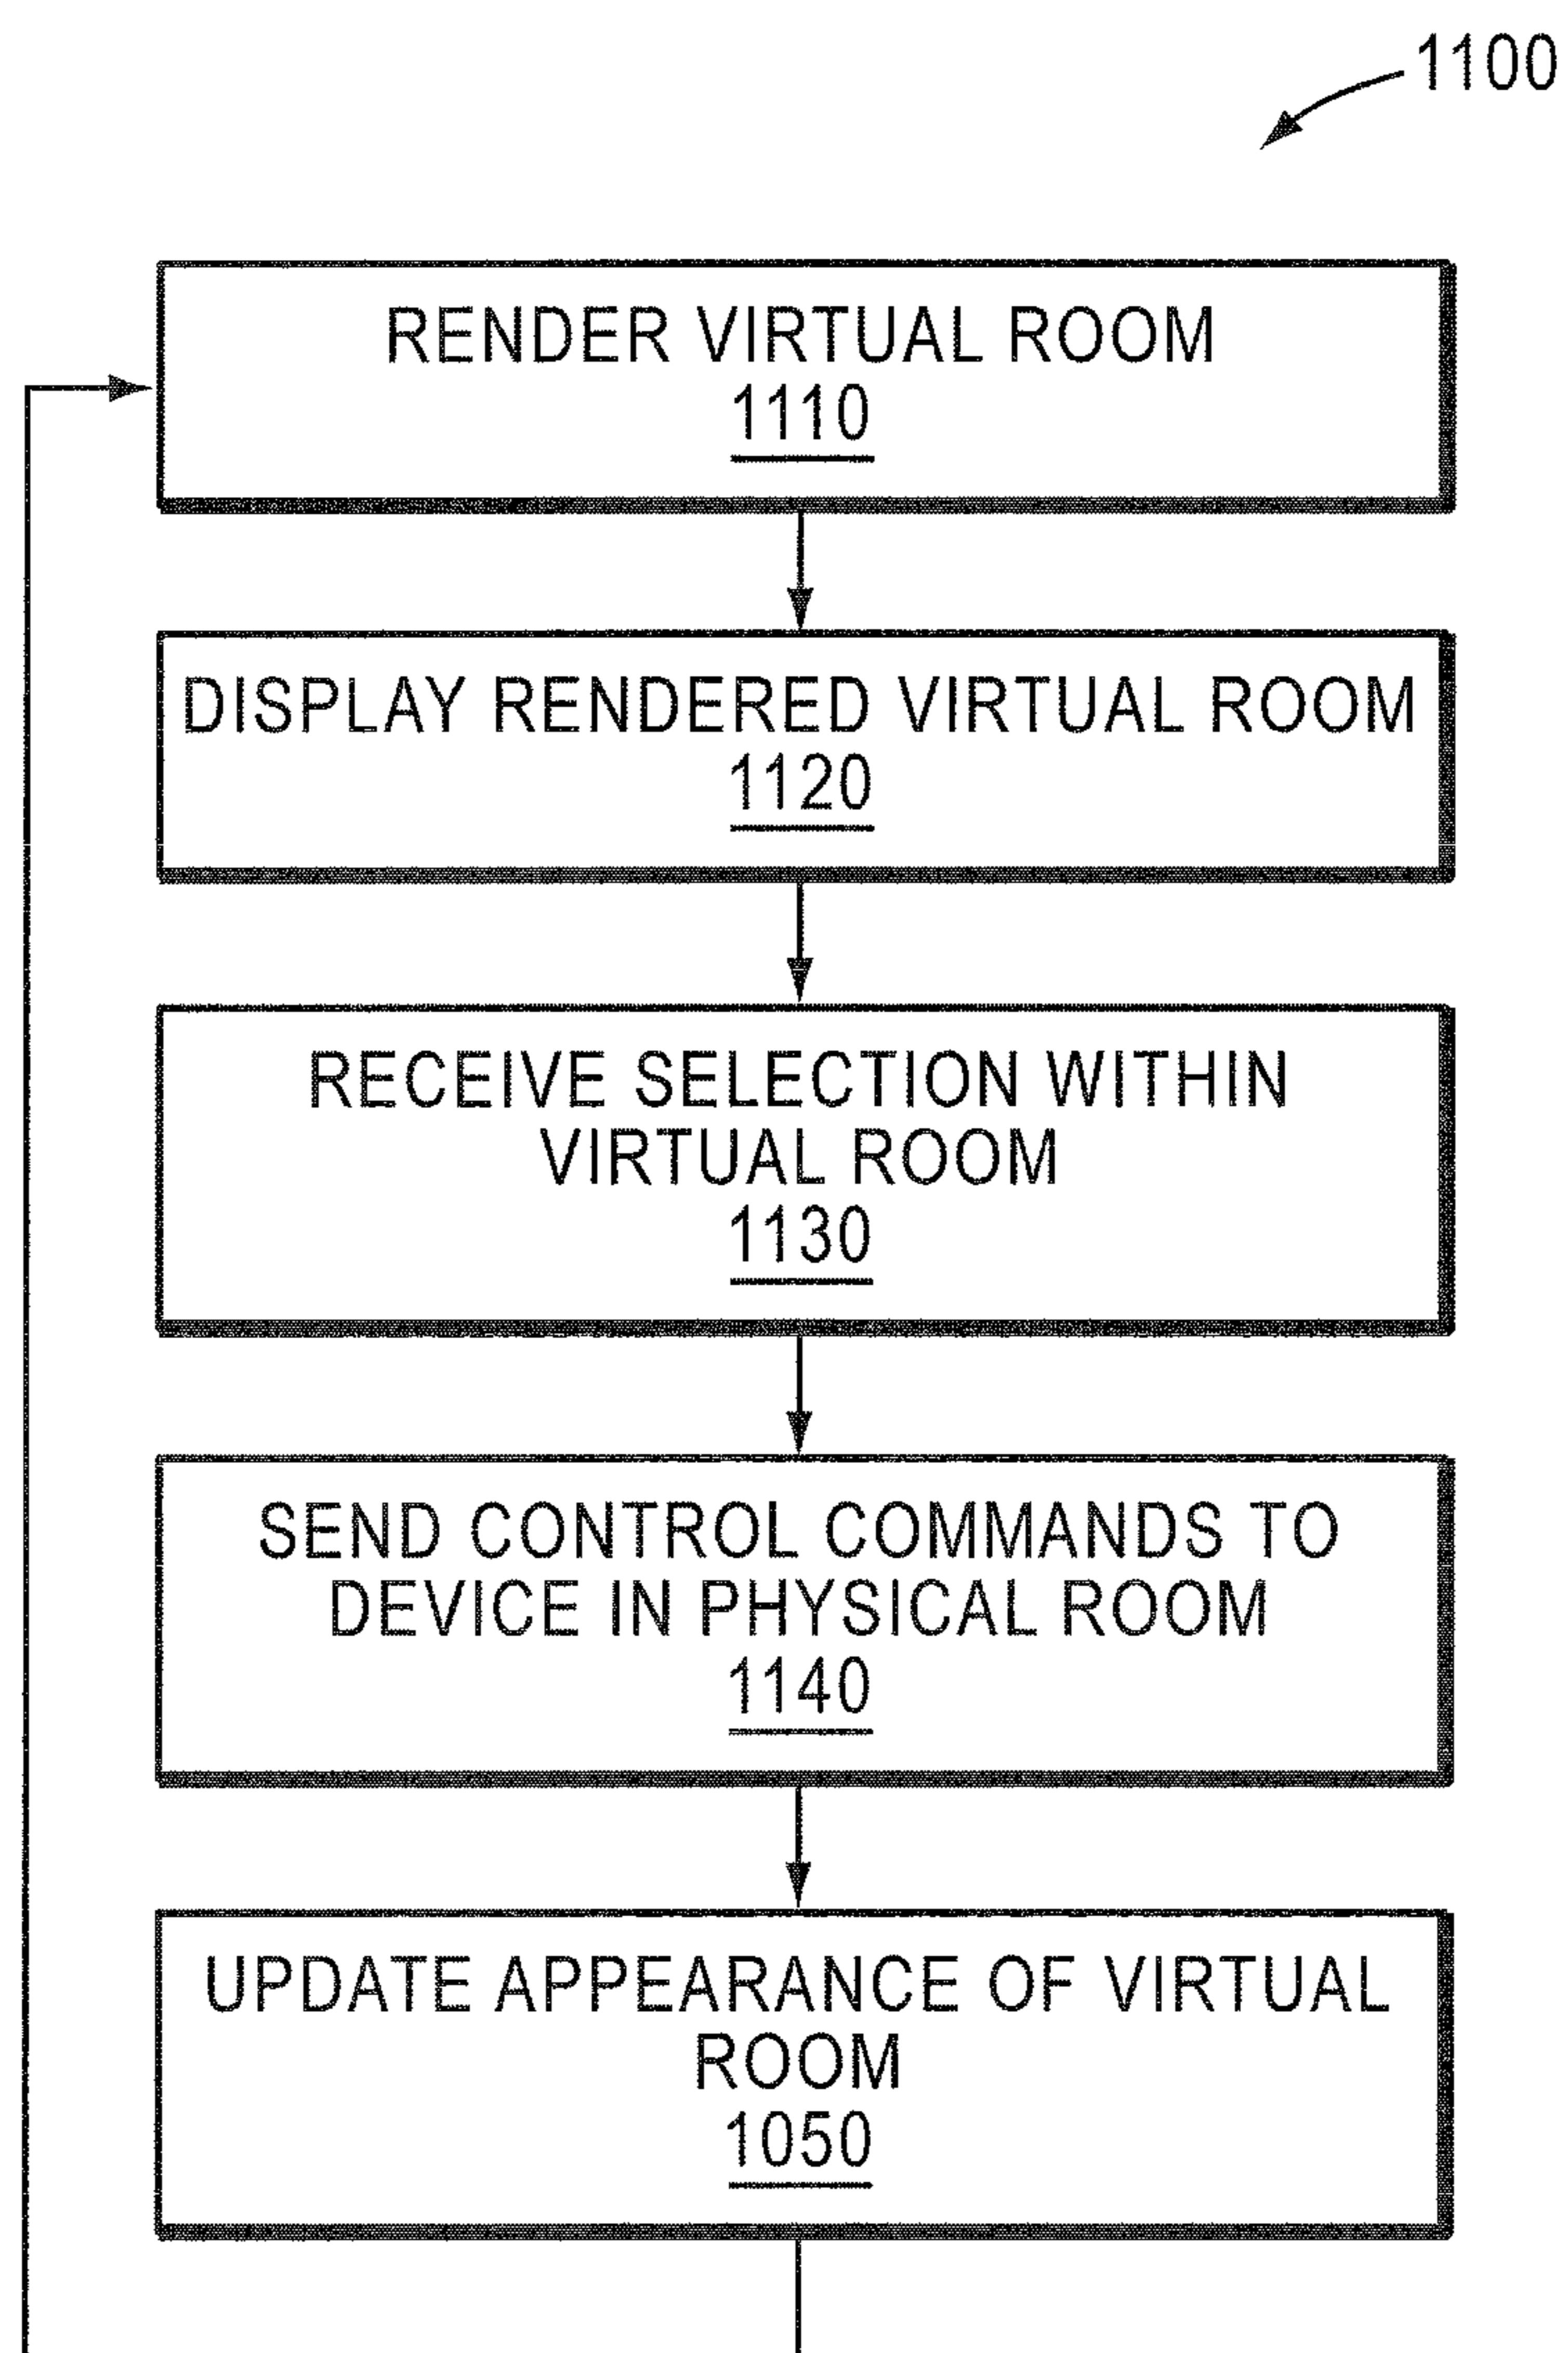 1100
RENDER VIRTUAL ROOM
1110
DISPLAY RENDERED VIRTUAL ROOM
1120
RECEIVE SELECTION WITHIN
VIRTUAL ROOM
1130
SEND CONTROL COMMANDS TO
DEVICE IN PHYSICAL ROOM
1140
UPDATE APPEARANCE OF VIRTUAL
ROOM
1050